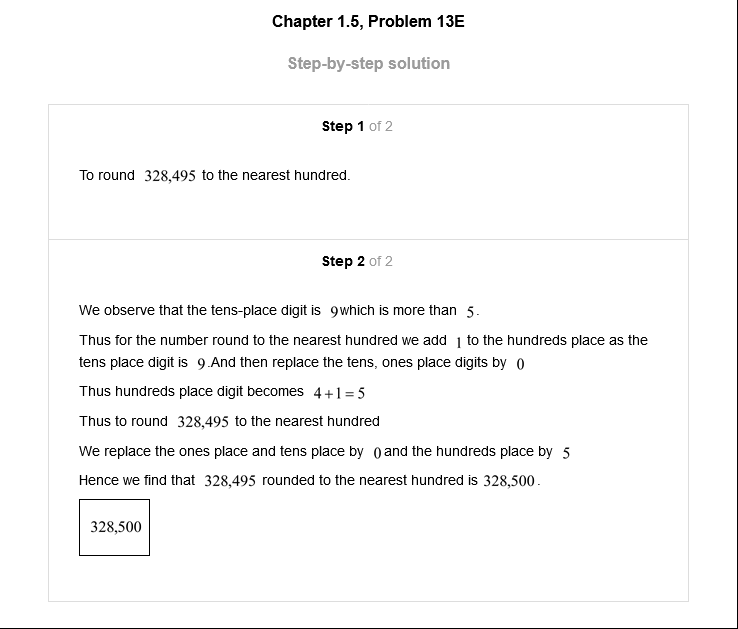 Chapter 1.5, Problem 13E
Step-by-step solution
Step 1 of 2
To round 328,495 to the nearest hundred.
Step 2 of 2
We observe that the tens-place digit is 9which is more than 5.
Thus for the number round to the nearest hundred we add 1 to the hundreds place as the
tens place digit is 9.And then replace the tens, ones place digits by 0
Thus hundreds place digit becomes 4+1=5
Thus to round 328,495 to the nearest hundred
We replace the ones place and tens place by 0and the hundreds place by 5
Hence we find that 328,495 rounded to the nearest hundred is 328,500.
328,500